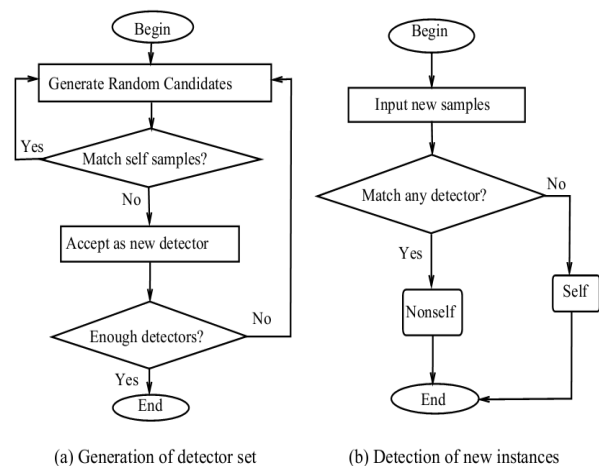 Begin
Generate Random Candidates
Yes
Match self samples?
No
Accept as new detector
Enough detectors?
No
Yes
End
(a) Generation of detector set
Begin
Input new samples
Match any detector?
No
Yes
Nonself
Self
End
(b) Detection of new instances